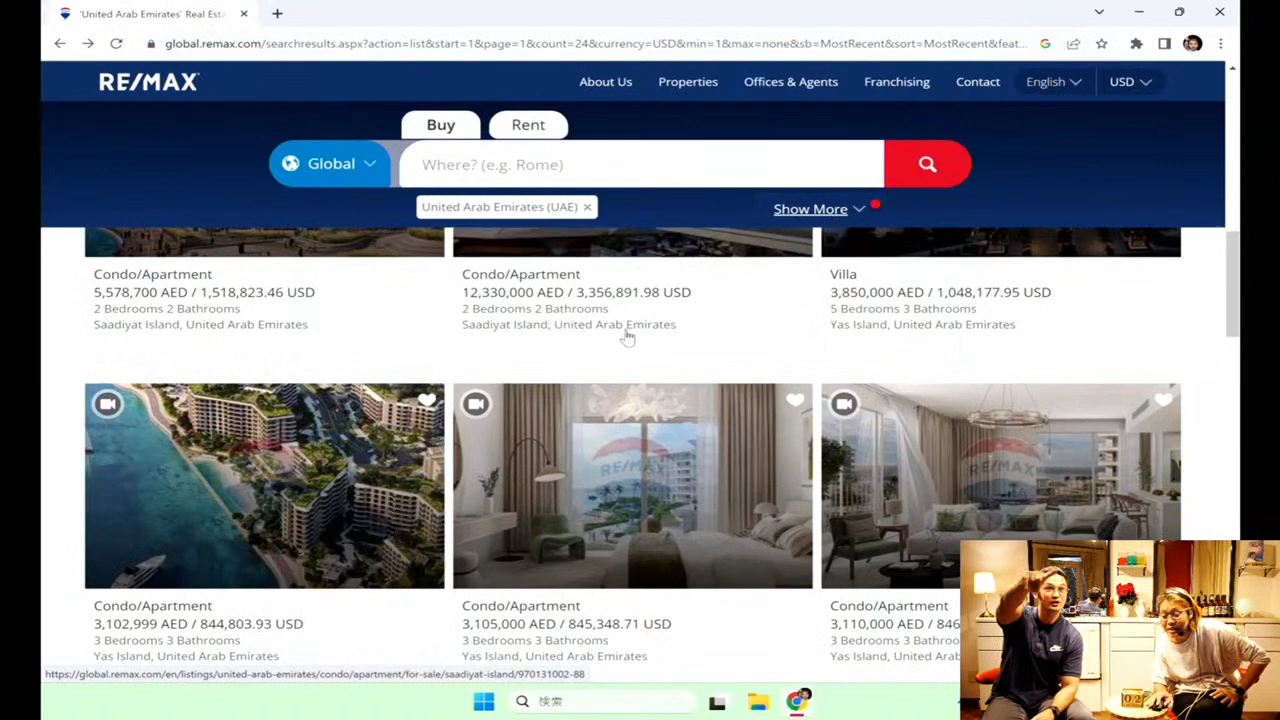 'United Arab Emirates' Real Est
global.remax.com/searchresults.aspx?action=list&start=1&page=1&count=24&currency=USD&min=1&max=none&sb=MostRecent&sort=MostRecent&feat...
RE/MAX
About Us Properties Offices & Agents Franchising Contact English USD
Buy Rent
Global Where? (e.g. Rome)
United Arab Emirates (UAE) ×
Show More
Condo/Apartment
5,578,700 AED / 1,518,823.46 USD
2 Bedrooms 2 Bathrooms
Saadiyat Island, United Arab Emirates
Condo/Apartment
12,330,000 AED / 3,356,891.98 USD
2 Bedrooms 2 Bathrooms
Saadiyat Island, United Arab Emirates
Villa
3,850,000 AED / 1,048,177.95 USD
5 Bedrooms 3 Bathrooms
Yas Island, United Arab Emirates
RE/MAX
RE/MAX
Condo/Apartment
3,102,999 AED / 844,803.93 USD
3 Bedrooms 3 Bathrooms
Yas Island, United Arab Emirates
Condo/Apartment
3,105,000 AED / 845,348.71 USD
3 Bedrooms 3 Bathrooms
Yas Island, United Arab Emirates
Condo/Apartment
3,110,000 AED / 846
3 Bedrooms 3 Bathrooms
Yas Island, United Arab
https://global.remax.com/en/listings/united-arab-emirates/condo/apartment/for-sale/saadiyat-island/970131002-88
検索